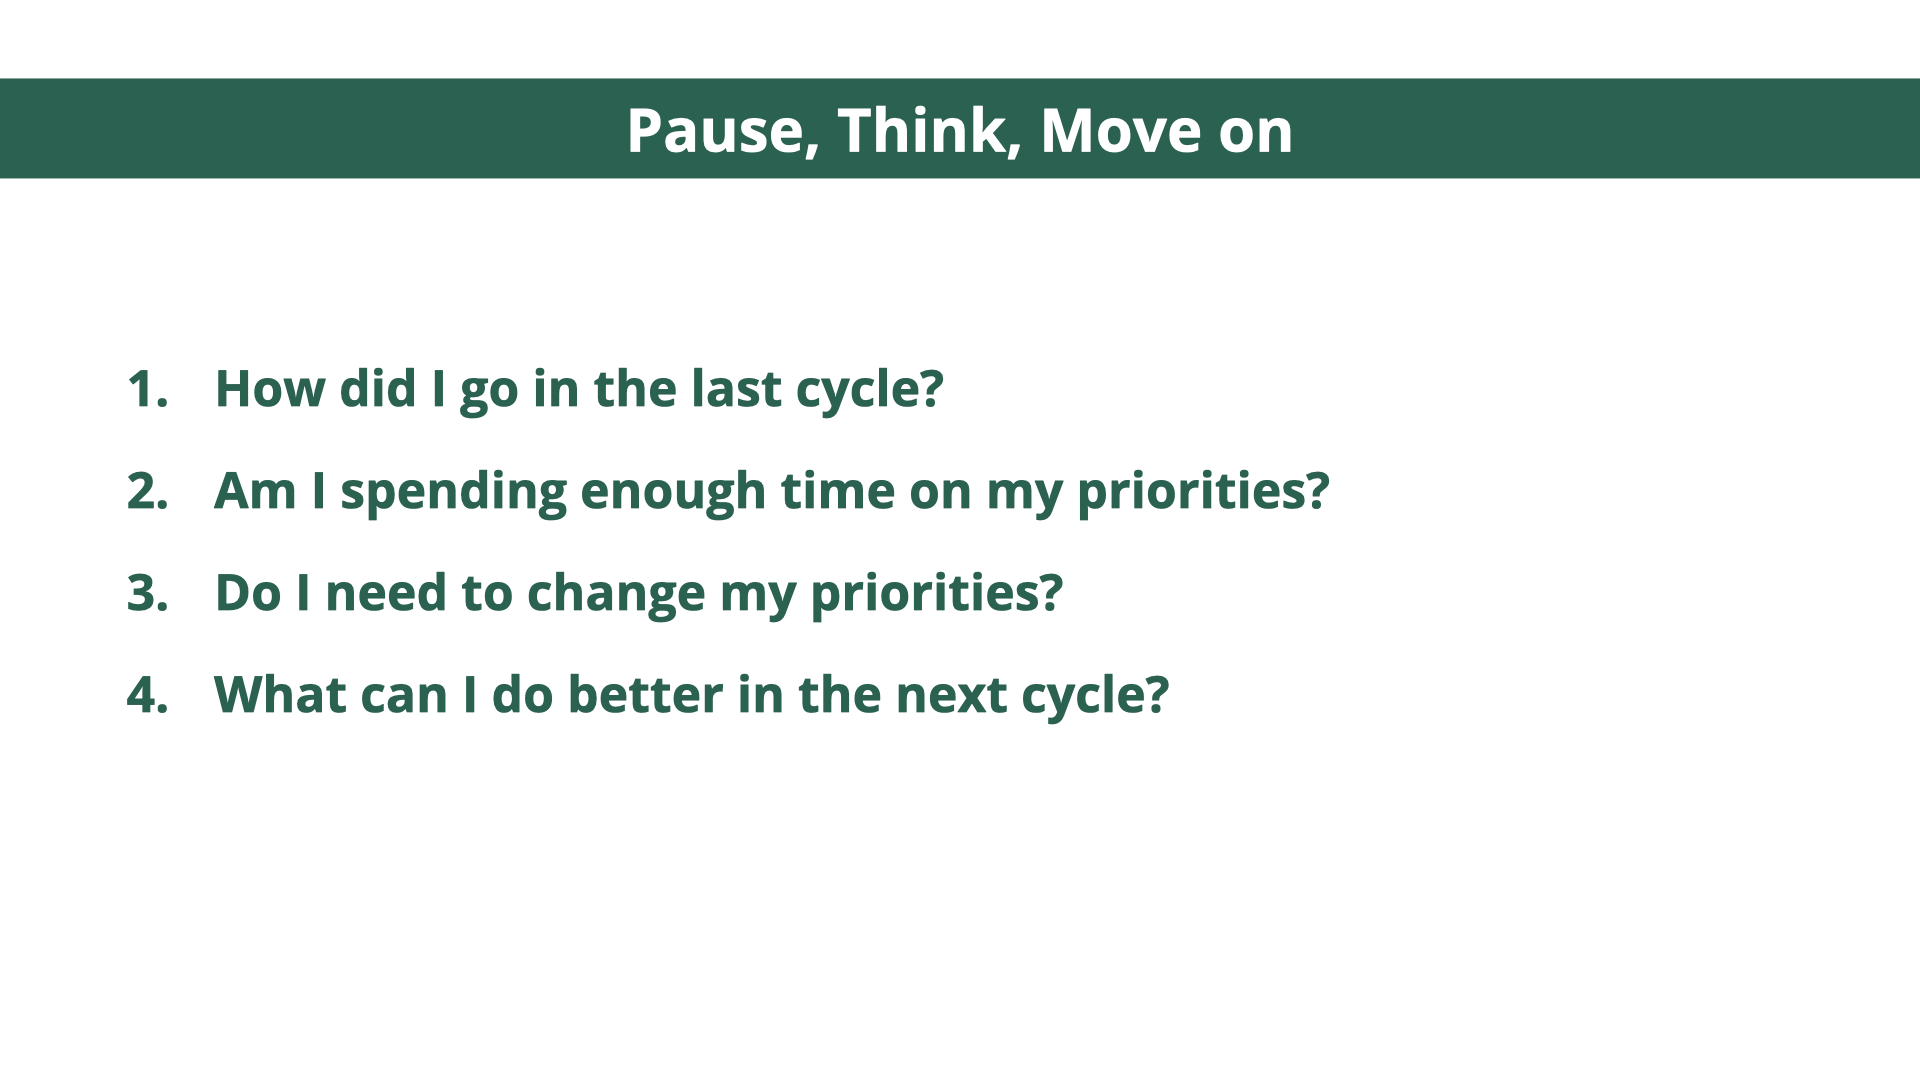 Pause, Think, Move on
1. How did I go in the last cycle?
2. Am I spending enough time on my priorities?
3. Do I need to change my priorities?
4. What can I do better in the next cycle?